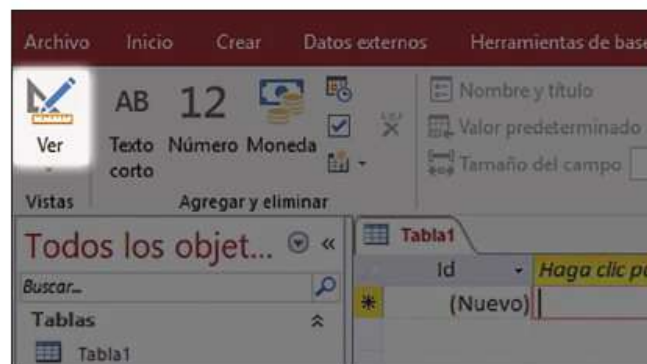 Archivo Inicio Crear Datos externos Herramientas de base
Ver
AB Texto corto
12 Número
Moneda
Nombre y título
Valor predeterminado
Tamaño del campo
Vistas
Agregar y eliminar
Todos los objet... «
Buscar...
Tablas
Tabla1
Tabla1
Id Haga clic pa
* (Nuevo)